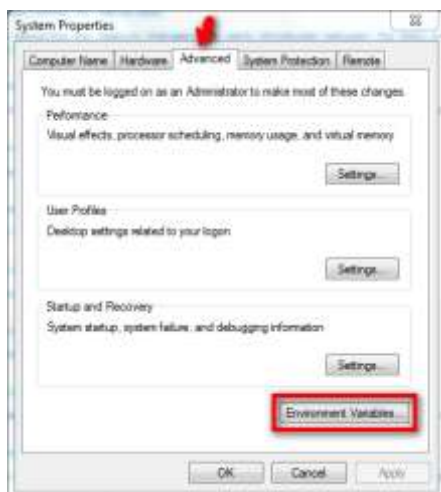 System Properties
Computer Name Hardware Advanced System Protection Remote
You must be logged on as an Administrator to make most of these changes.
Performance
Visual effects, processor scheduling, memory usage, and virtual memory
Settings...
User Profiles
Desktop settings related to your logon
Settings...
Startup and Recovery
System startup, system failure, and debugging information
Settings...
Environment Variables...
OK Cancel Apply